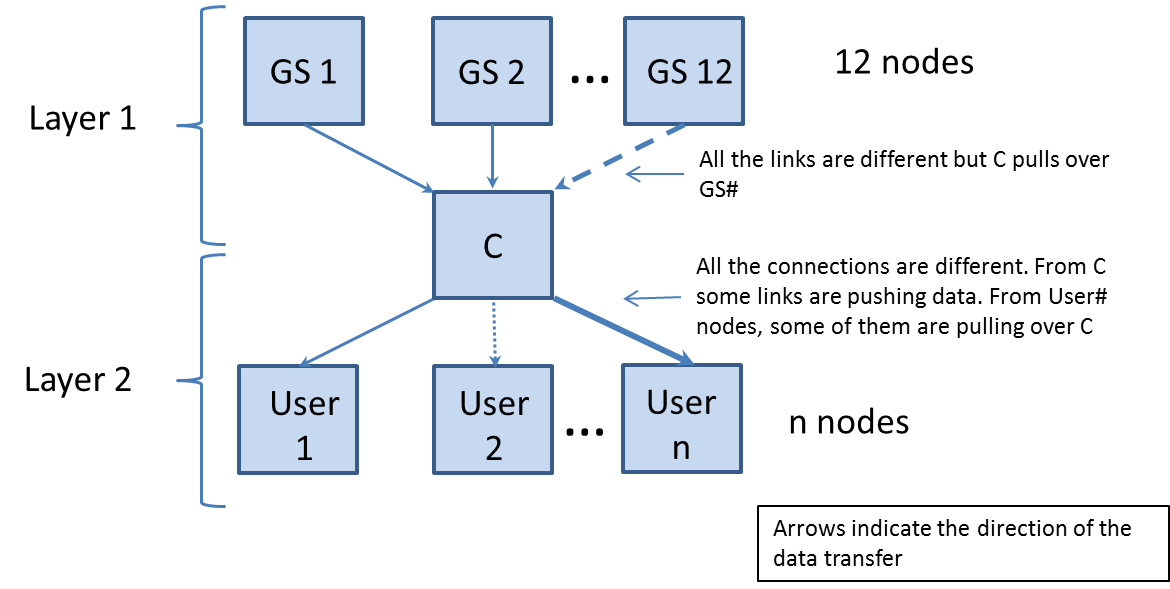 GS 1
GS 2
...
GS 12
12 nodes
Layer 1
All the links are different but C pulls over
GS#
C
All the connections are different. From C
some links are pushing data. From User#
nodes, some of them are pulling over C
Layer 2
User
1
User
2
...
User
n
n nodes
Arrows indicate the direction of the
data transfer